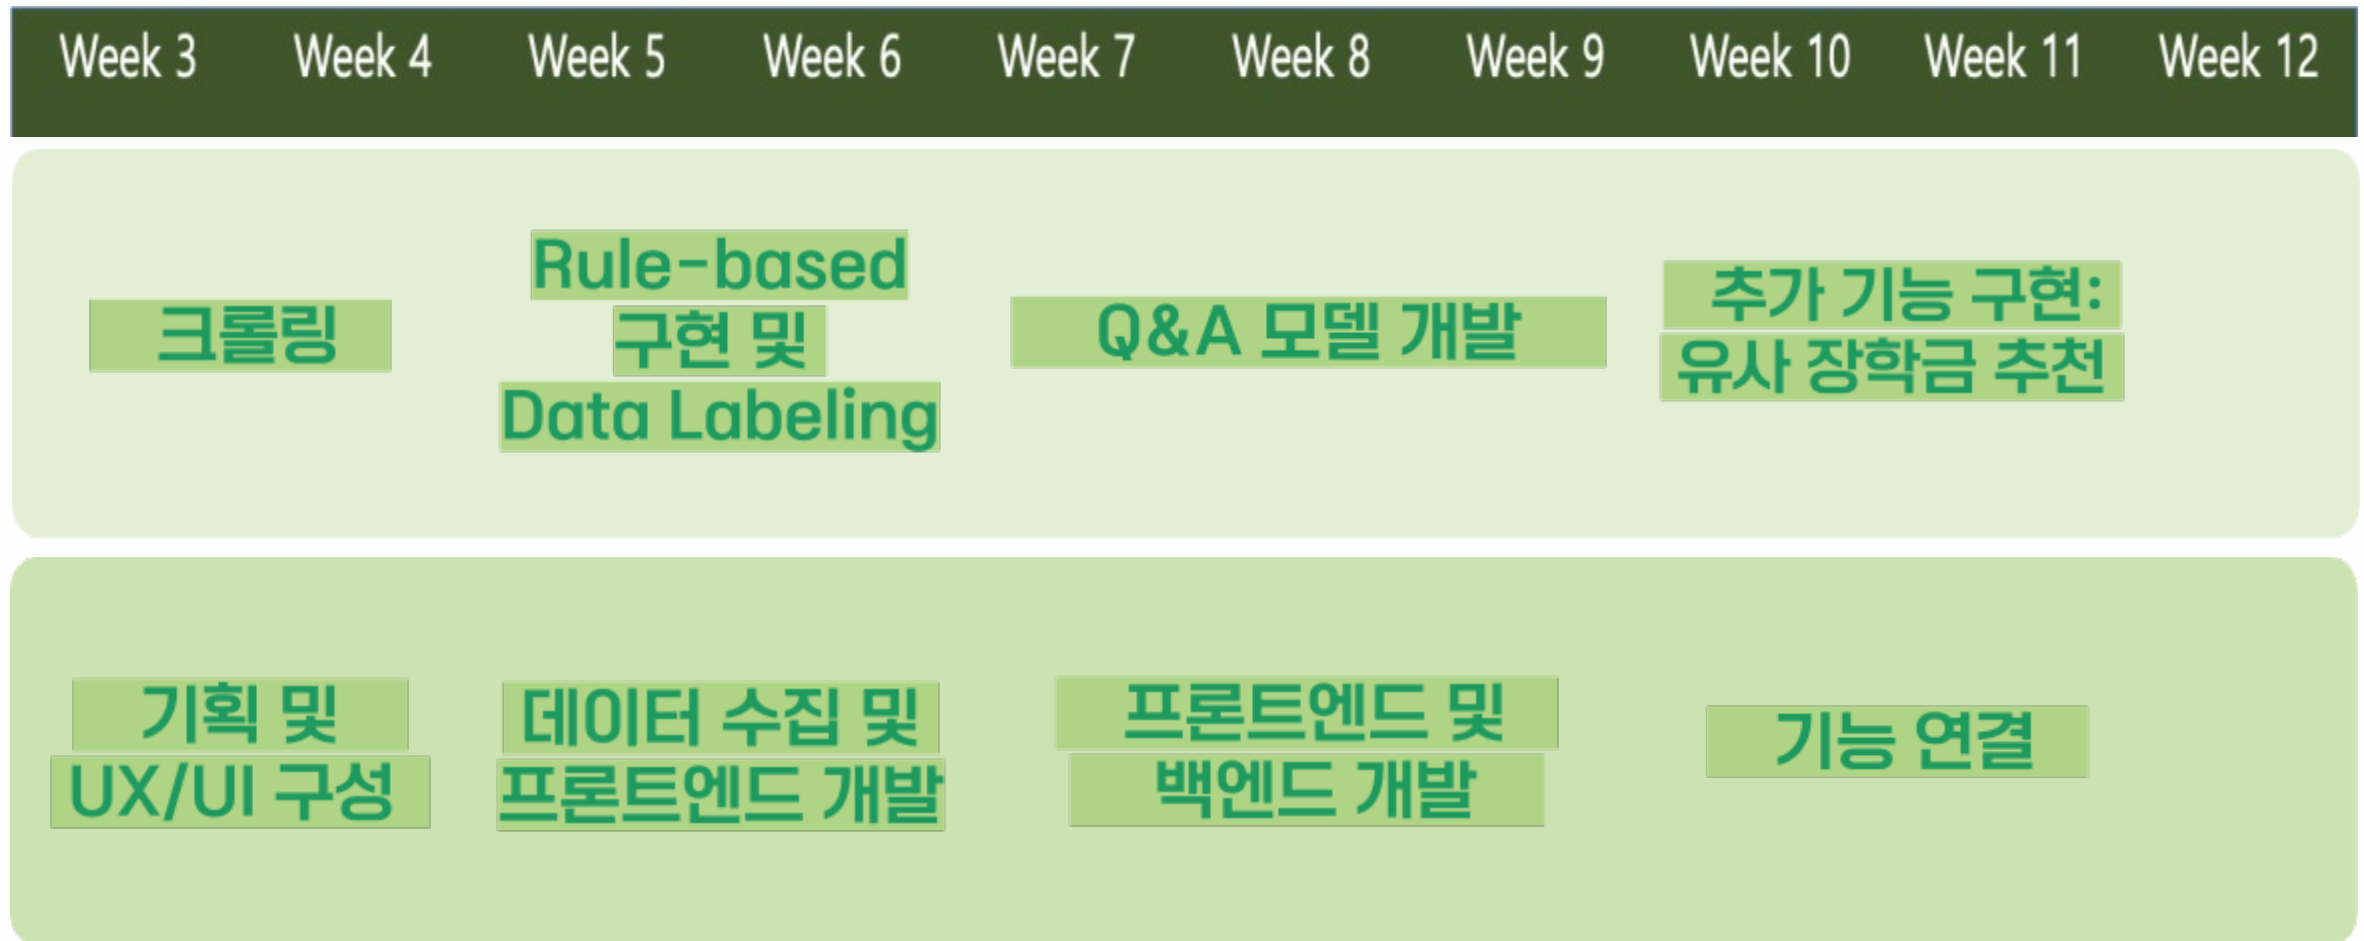 Week 3 Week 4 Week 5 Week 6 Week 7 Week 8 Week 9 Week 10 Week 11 Week 12
크롤링
Rule-based
구현 및
Data Labeling
Q&A 모델 개발
추가 기능 구현:
유사 장학금 추천
기획 및
UX/UI 구성
데이터 수집 및
프론트엔드 개발
프론트엔드 및
백엔드 개발
기능 연결